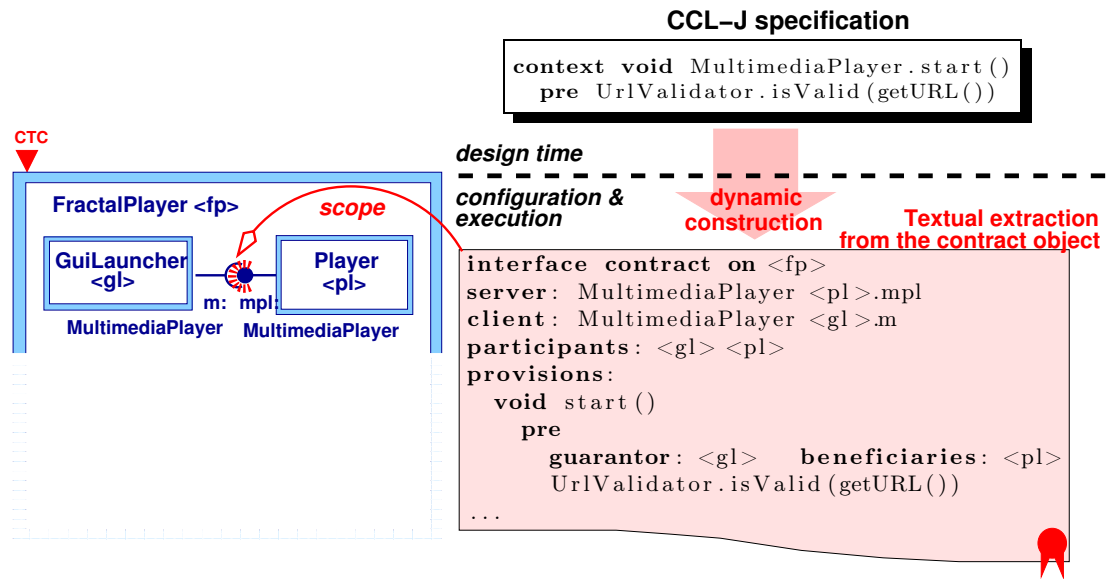 CCL–J specification
context void MultimediaPlayer.start()
pre UrlValidator.isValid(getURL())
CTC
design time
configuration &
execution
dynamic
construction
Textual extraction
from the contract object
FractalPlayer <fp>
scope
GuiLauncher
<gl>
Player
<pl>
m: mpl:
MultimediaPlayer
MultimediaPlayer
interface contract on <fp>
server: MultimediaPlayer <pl>.mpl
client: MultimediaPlayer <gl>.m
participants: <gl> <pl>
provisions:
void start()
pre
guarantor: <gl> beneficiaries: <pl>
UrlValidator.isValid(getURL())
...